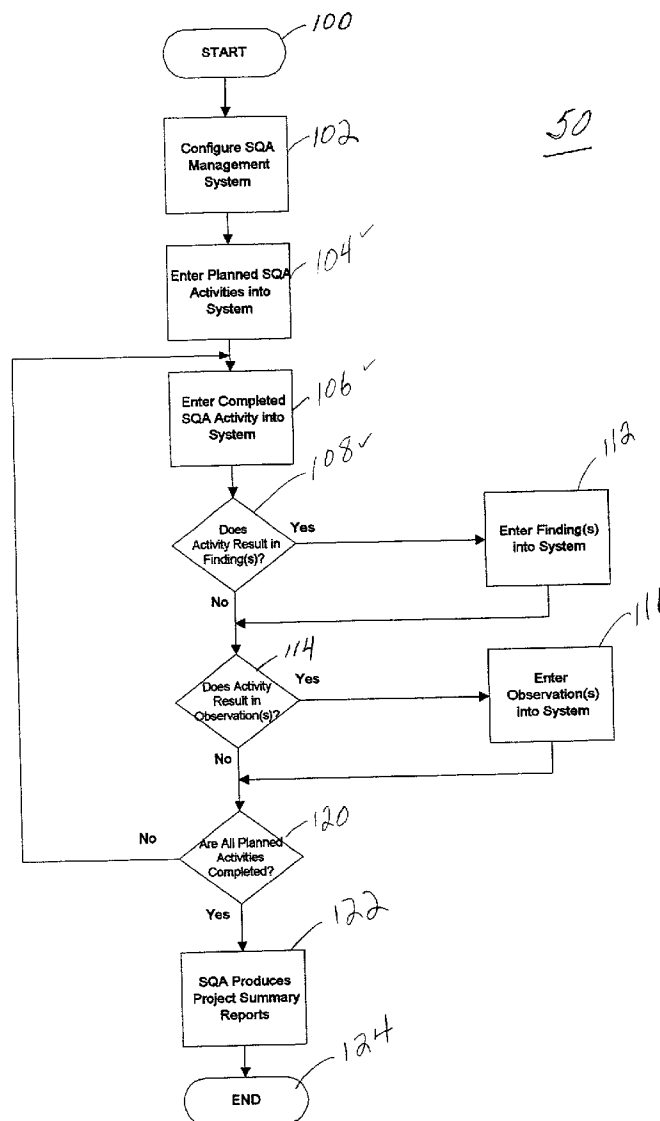 100
START
50
Configure SQA
Management
System
102
Enter Planned SQA
Activities into
System
104 ✓
Enter Completed
SQA Activity into
System
106 ✓
108 ✓
Does
Activity Result in
Finding(s)?
Yes
No
112
Enter Finding(s)
into System
114
Does Activity
Result in
Observation(s)?
Yes
No
Enter
Observation(s)
into System
120
Are All Planned
Activities
Completed?
No
Yes
122
SQA Produces
Project Summary
Reports
124
END